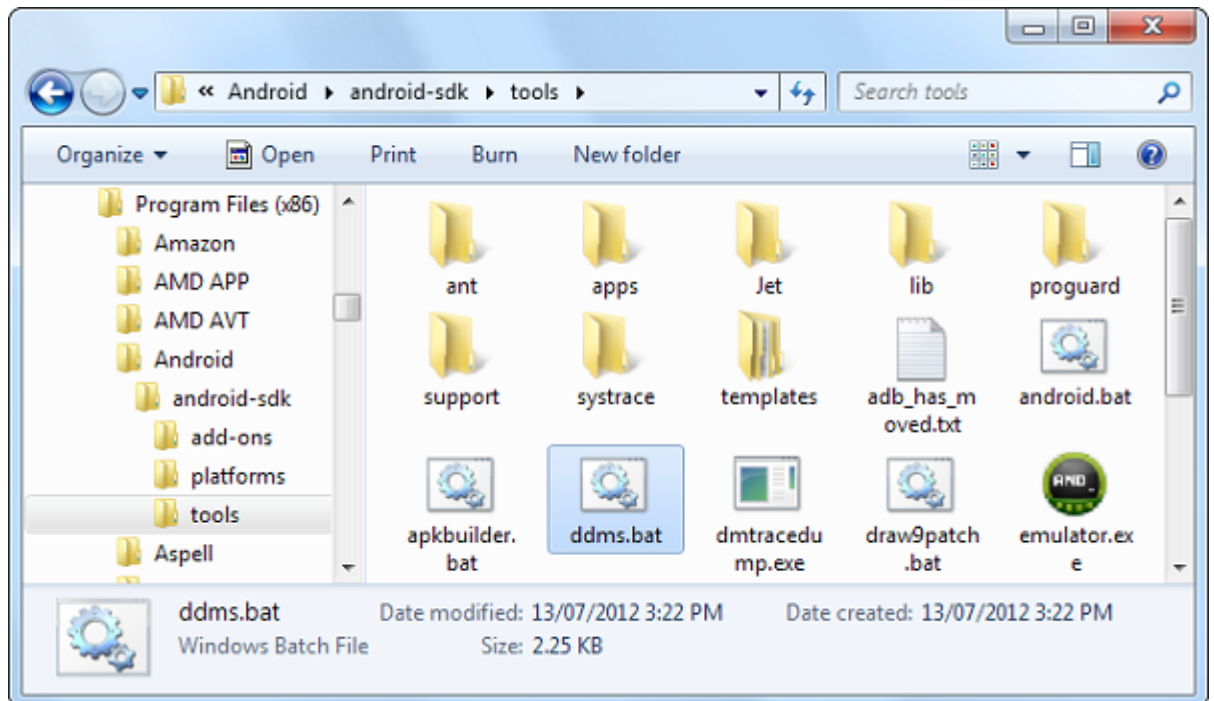 « Android ▸ android-sdk ▸ tools ▸
Search tools
Organize ▾ Open Print Burn New folder
Program Files (x86)
Amazon
AMD APP
AMD AVT
Android
android-sdk
add-ons
platforms
tools
Aspell
ant apps Jet lib proguard
support systrace templates adb_has_m android.bat
oved.txt
AND_
apkbuilder. ddms.bat dmtracedu draw9patch emulator.ex
bat mp.exe .bat e
ddms.bat Date modified: 13/07/2012 3:22 PM Date created: 13/07/2012 3:22 PM
Windows Batch File Size: 2.25 KB